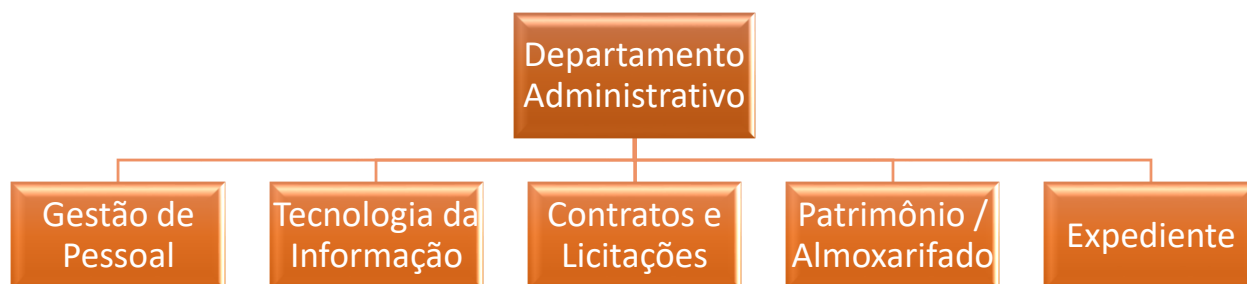 Departamento
Administrativo
Gestão de
Pessoal
Tecnologia da
Informação
Contratos e
Licitações
Patrimônio /
Almoxarifado
Expediente